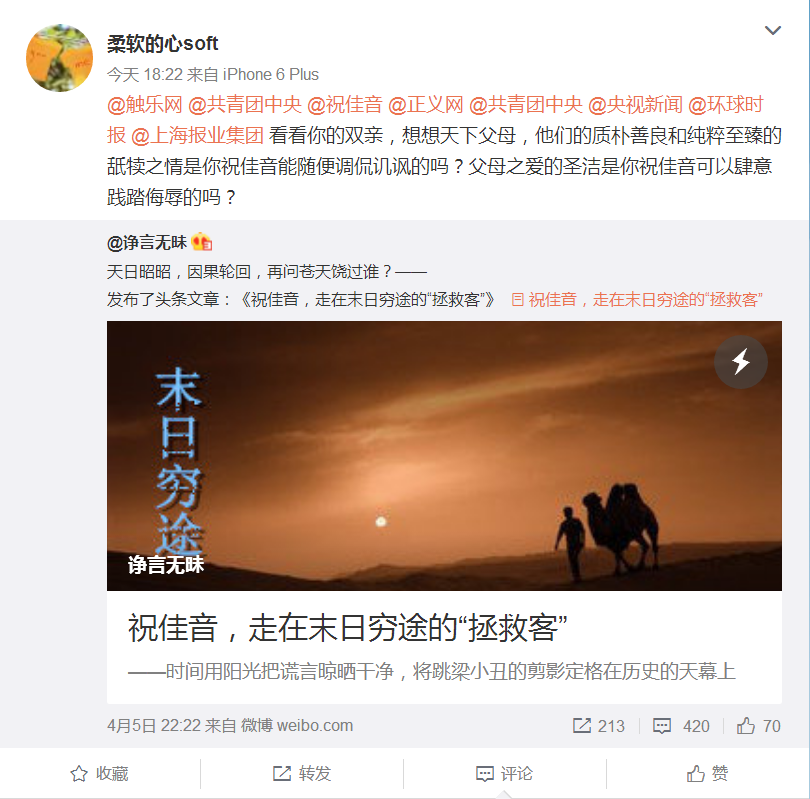 柔软的心soft
今天 18:22 来自 iPhone 6 Plus
@触乐网 @共青团中央 @祝佳音 @正义网 @共青团中央 @央视新闻 @环球时
报 @上海报业集团 看看你的双亲，想想天下父母，他们的质朴善良和纯粹至臻的
舐犊之情是你祝佳音能随便调侃讥讽的吗？父母之爱的圣洁是你祝佳音可以肆意
践踏侮辱的吗？
@诤言无昧
天日昭昭，因果轮回，再问苍天饶过谁？——
发布了头条文章：《祝佳音，走在末日穷途的“拯救客”》 祝佳音，走在末日穷途的“拯救客”
末日穷途
诤言无昧
祝佳音，走在末日穷途的“拯救客”
——时间用阳光把谎言晾晒干净，将跳梁小丑的剪影定格在历史的天幕上
4月5日 22:22 来自 微博 weibo.com 213 420 70
收藏 转发 评论 赞